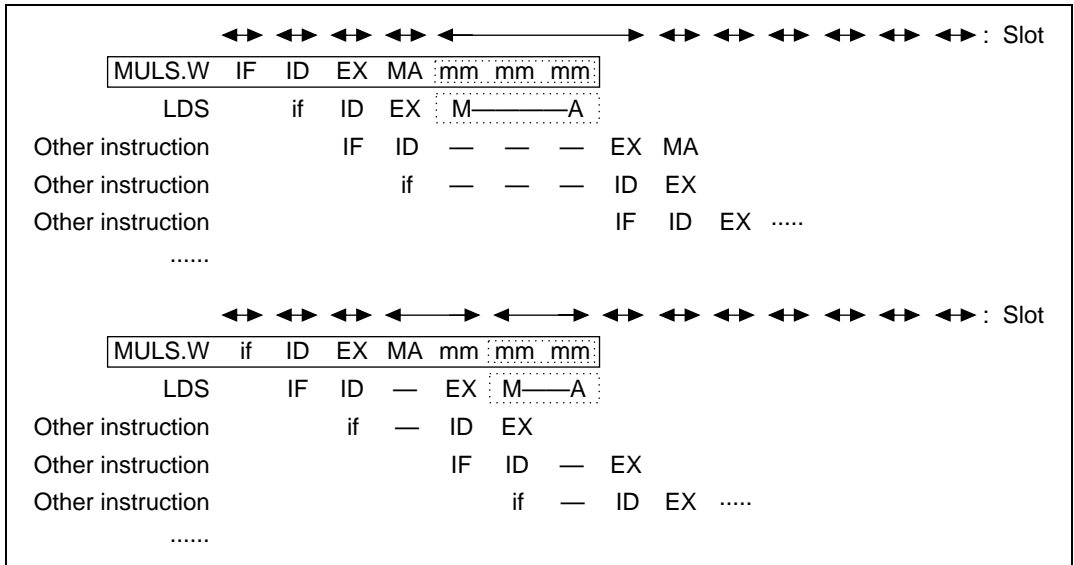 : Slot
MULS.W IF ID EX MA mm mm mm
LDS if ID EX M————A
Other instruction IF ID — — — EX MA
Other instruction if — — — ID EX
Other instruction IF ID EX .....
......
: Slot
MULS.W if ID EX MA mm mm mm
LDS IF ID — EX M——A
Other instruction if — ID EX
Other instruction IF ID — EX
Other instruction if — ID EX .....
......